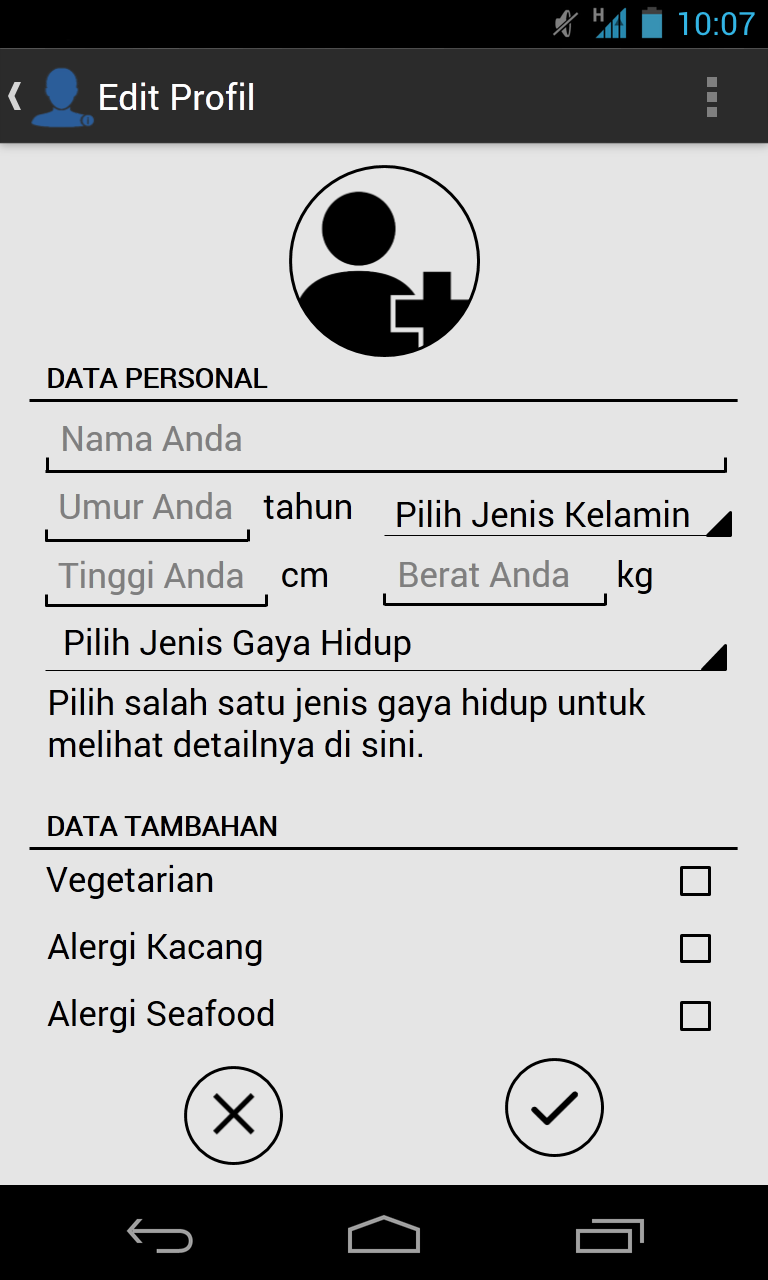 H 10:07
Edit Profil
DATA PERSONAL
Nama Anda
Umur Anda tahun Pilih Jenis Kelamin
Tinggi Anda cm Berat Anda kg
Pilih Jenis Gaya Hidup
Pilih salah satu jenis gaya hidup untuk
melihat detailnya di sini.
DATA TAMBAHAN
Vegetarian
Alergi Kacang
Alergi Seafood